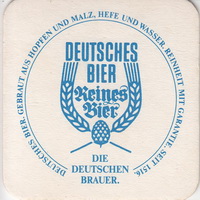 DEUTSCHES BIER. GEBRAUT AUS HOPFEN UND MALZ, HEFE UND WASSER. REINHEIT MIT GARANTIE. SEIT 1516.
DEUTSCHES
BIER
Reines
Bier
DIE
DEUTSCHEN
BRAUER.